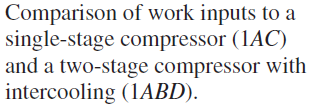 Comparison of work inputs to a
single-stage compressor (1AC)
and a two-stage compressor with
intercooling (1ABD).